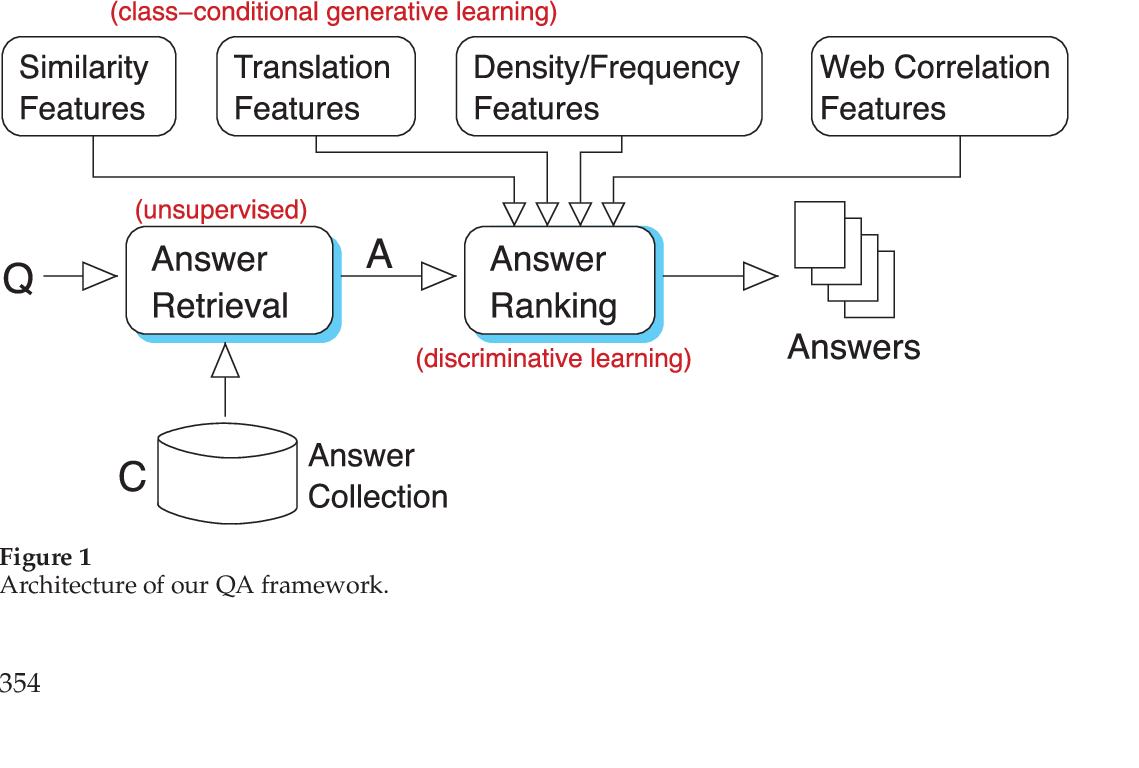 (class–conditional generative learning)
Similarity
Features
Translation
Features
Density/Frequency
Features
Web Correlation
Features
(unsupervised)
Q
Answer
Retrieval
A
Answer
Ranking
(discriminative learning)
Answers
C
Answer
Collection
Figure 1
Architecture of our QA framework.
354